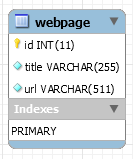 webpage
id INT(11)
title VARCHAR(255)
url VARCHAR(511)
Indexes
PRIMARY